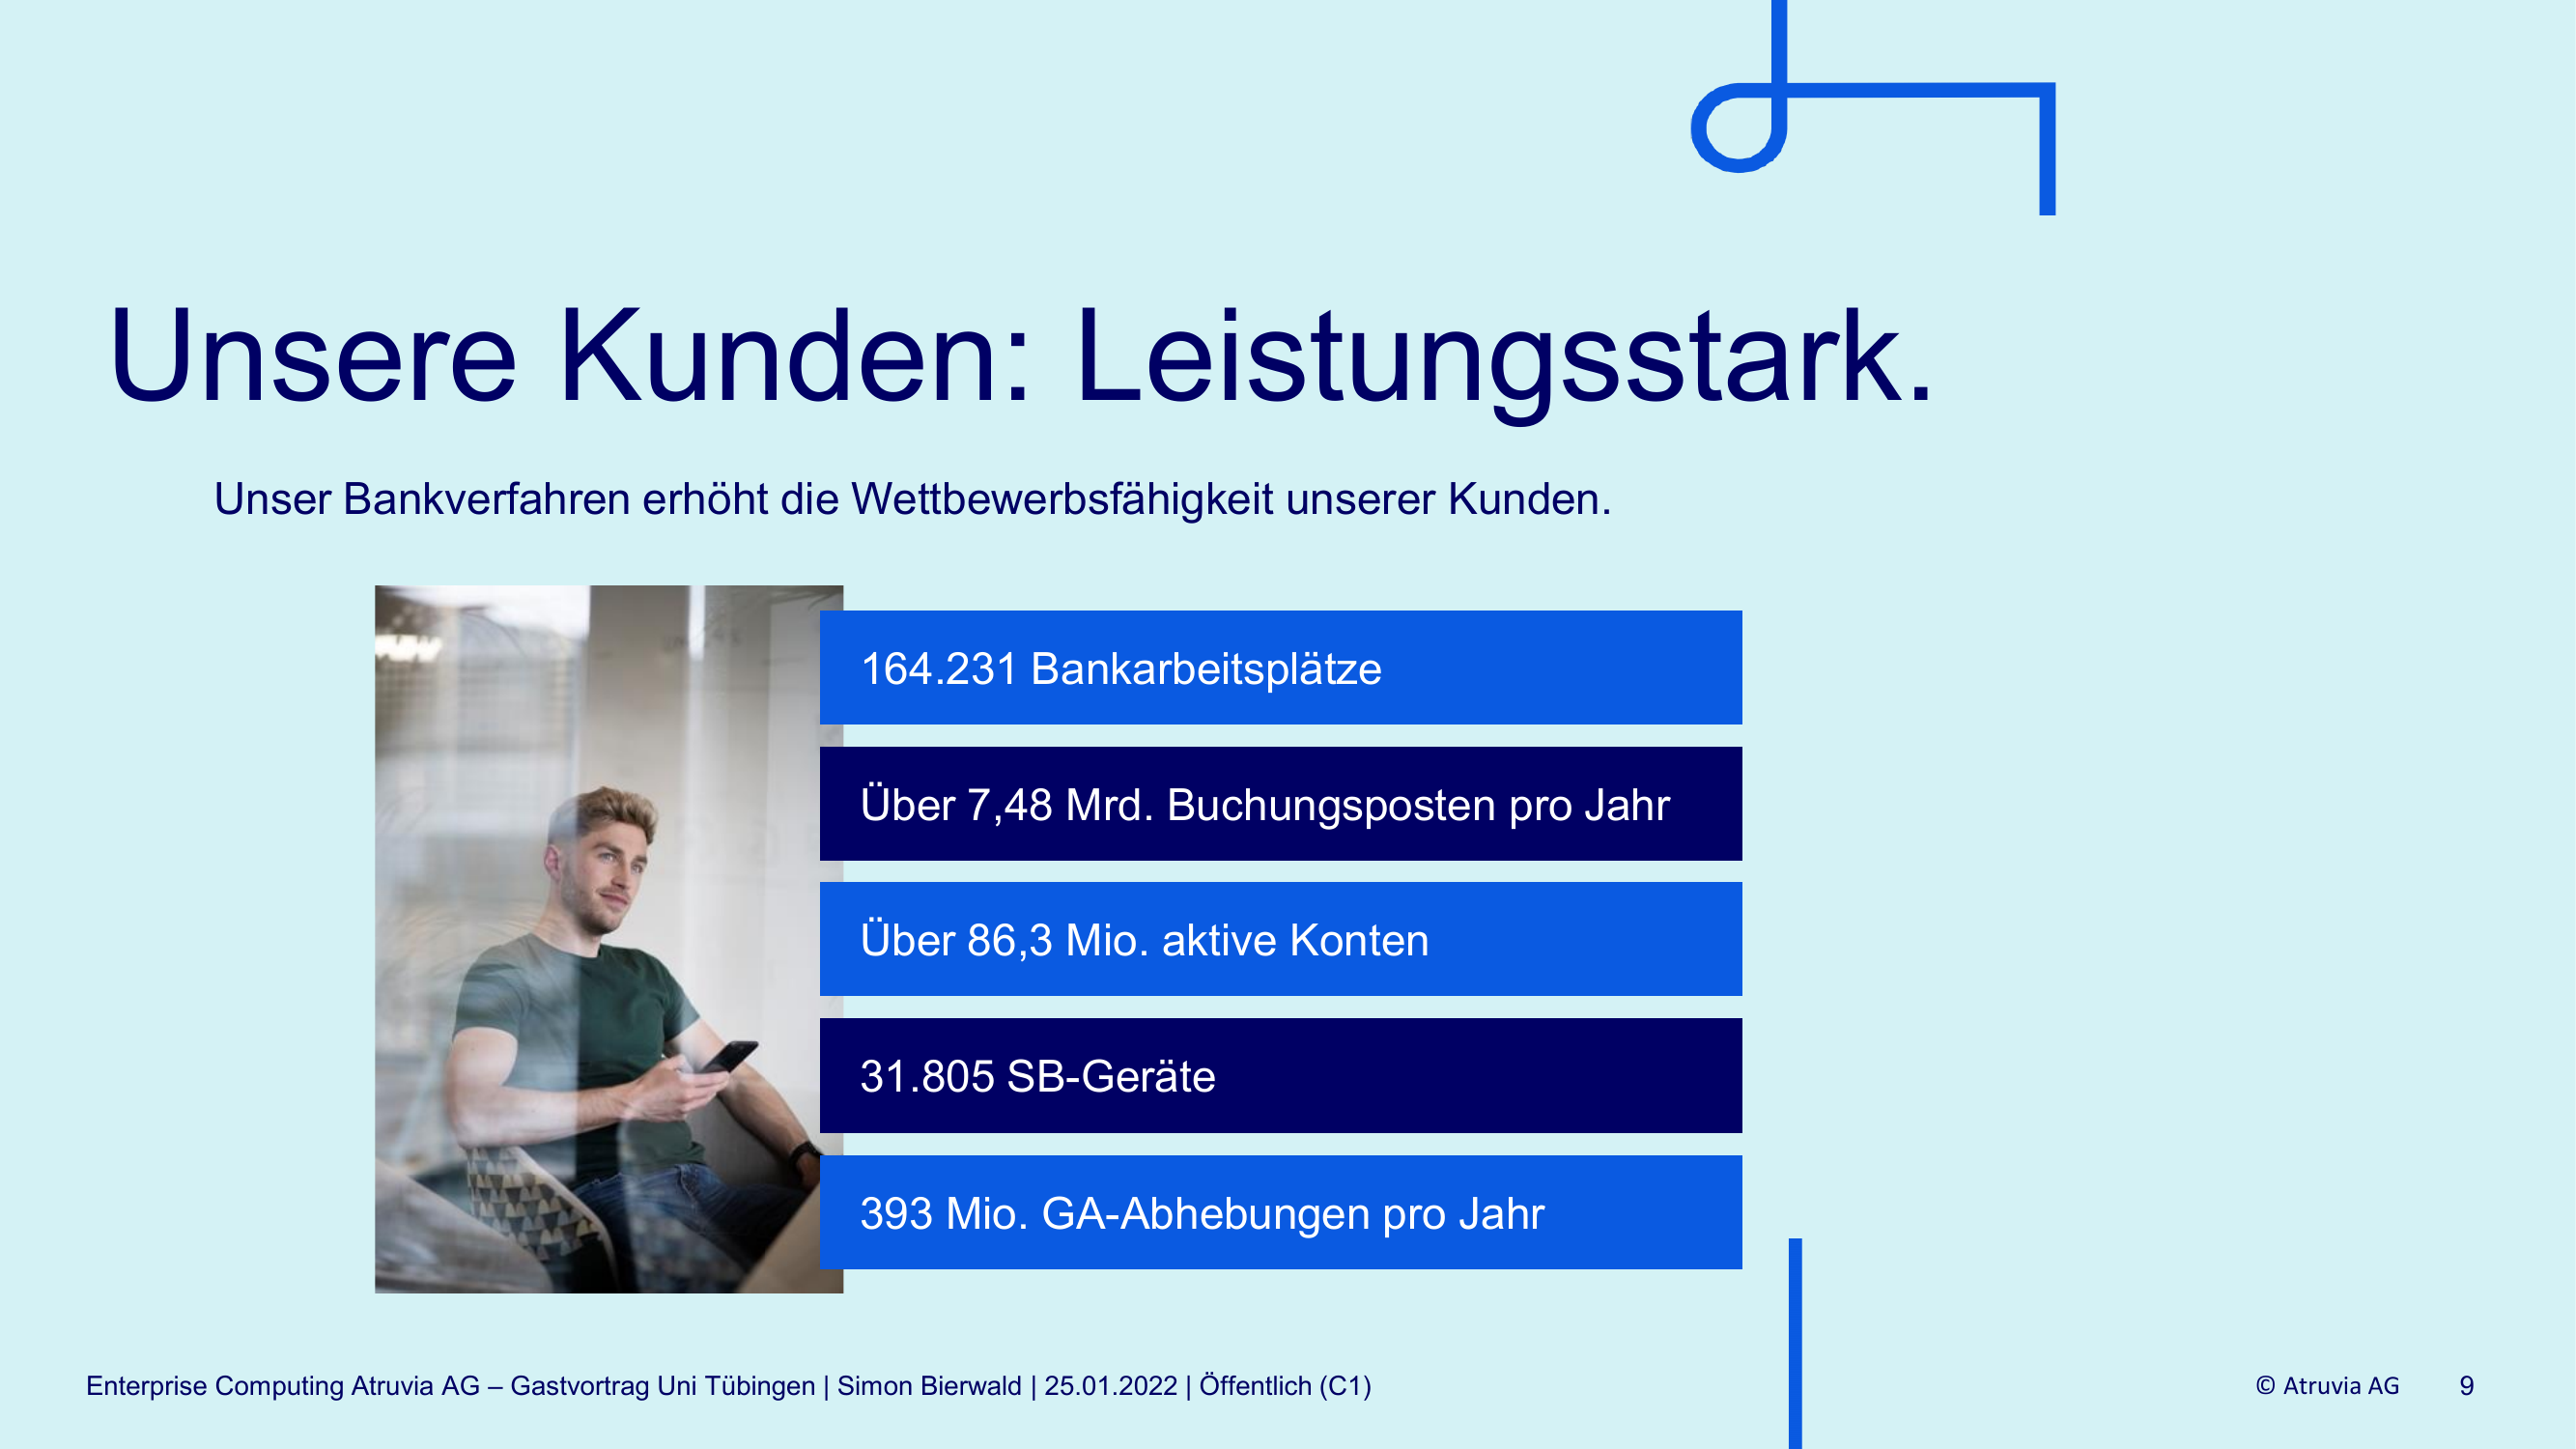 Unsere Kunden: Leistungsstark.
Unser Bankverfahren erhöht die Wettbewerbsfähigkeit unserer Kunden.
164.231 Bankarbeitsplätze
Über 7,48 Mrd. Buchungsposten pro Jahr
Über 86,3 Mio. aktive Konten
31.805 SB-Geräte
393 Mio. GA-Abhebungen pro Jahr
Enterprise Computing Atruvia AG – Gastvortrag Uni Tübingen | Simon Bierwald | 25.01.2022 | Öffentlich (C1)
© Atruvia AG 9